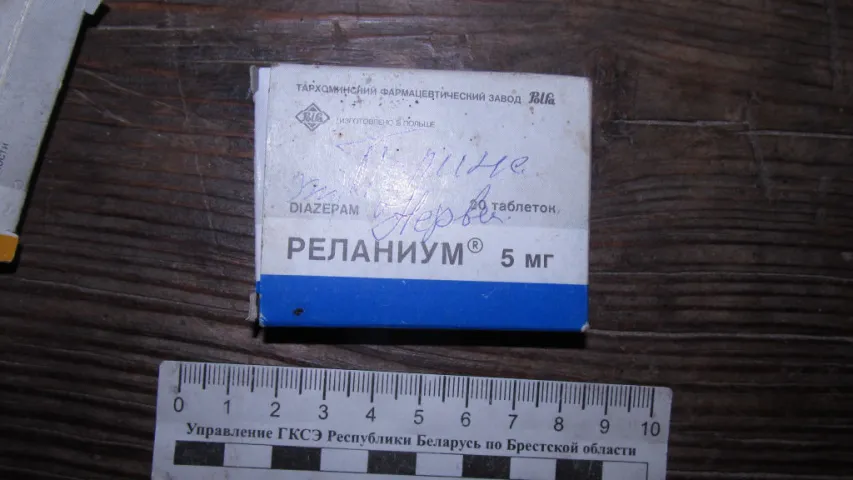 ТАРХОМИНСКИЙ ФАРМАЦЕВТИЧЕСКИЙ ЗАВОД Polfa
Polfa ИЗГОТОВЛЕНО В ПОЛЬШЕ
DIAZEPAM 20 таблеток
Нервы
РЕЛАНИУМ® 5 мг
0 1 2 3 4 5 6 7 8 9 10
Управление ГКСЭ Республики Беларусь по Брестской области